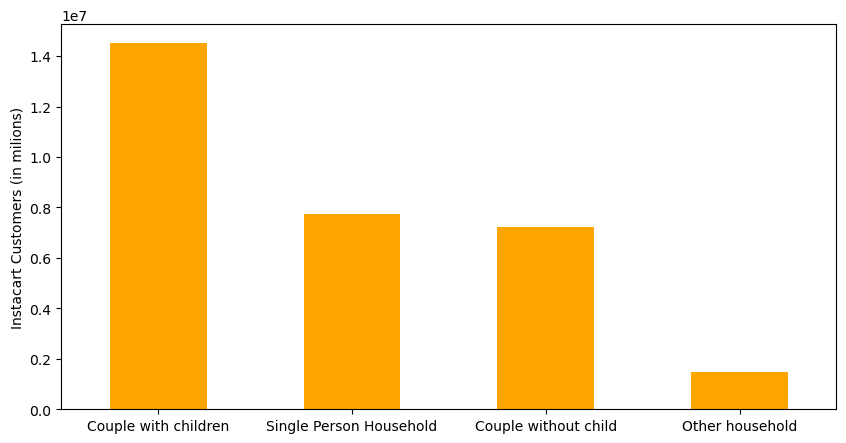 1e7
1.4
1.2
1.0
0.8
0.6
0.4
0.2
0.0
Instacart Customers (in milions)
Couple with children
Single Person Household
Couple without child
Other household